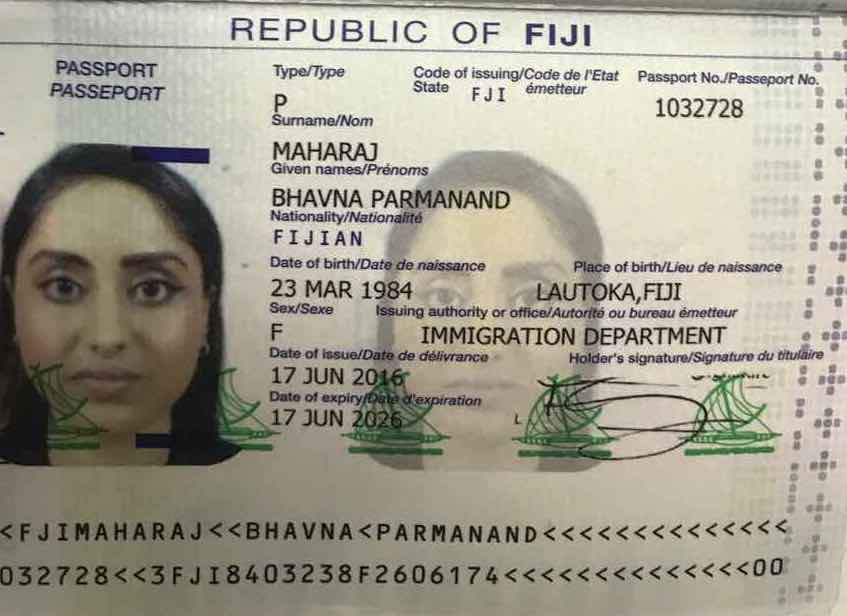 REPUBLIC OF FIJI
PASSPORT
PASSEPORT
Type/Type
Code of issuing/Code de l'Etat
State émetteur
Passport No./Passeport No.
P
FJI
1032728
Surname/Nom
MAHARAJ
Given names/Prénoms
BHAVNA PARMANAND
Nationality/Nationalité
FIJIAN
Date of birth/Date de naissance
Place of birth/Lieu de naissance
23 MAR 1984
LAUTOKA,FIJI
Sex/Sexe
Issuing authority or office/Autorité ou bureau émetteur
F
IMMIGRATION DEPARTMENT
Date of issue/Date de délivrance
Holder's signature/Signature du titulaire
17 JUN 2016
Date of expiry/Date d'expiration
17 JUN 2026
<FJIMAHARAJ<<BHAVNA<PARMANAND<<<<<<<<<<<<<<
032728<<3FJI8403238F2606174<<<<<<<<<<<<<<00